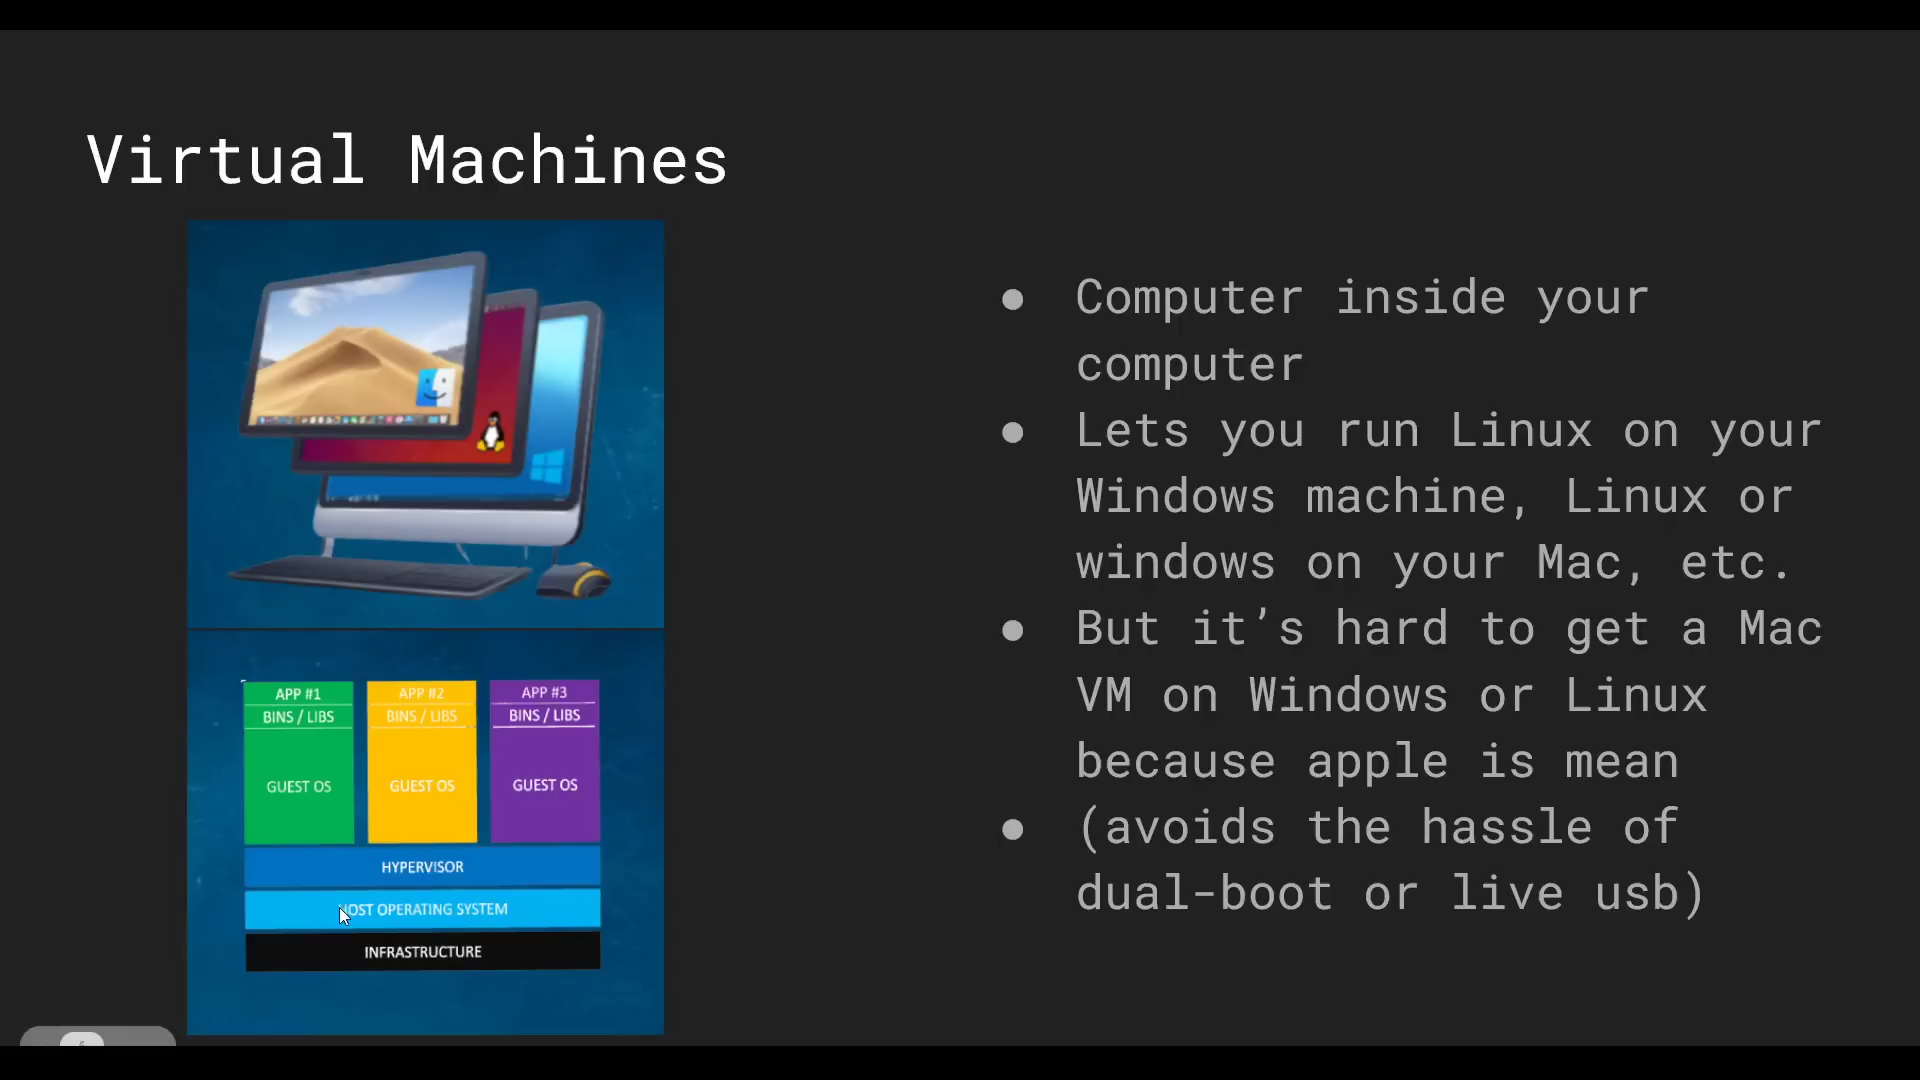 Virtual Machines
APP #1
BINS / LIBS
GUEST OS
APP #2
BINS / LIBS
GUEST OS
APP #3
BINS / LIBS
GUEST OS
HYPERVISOR
HOST OPERATING SYSTEM
INFRASTRUCTURE
● Computer inside your
computer
● Lets you run Linux on your
Windows machine, Linux or
windows on your Mac, etc.
● But it’s hard to get a Mac
VM on Windows or Linux
because apple is mean
● (avoids the hassle of
dual-boot or live usb)